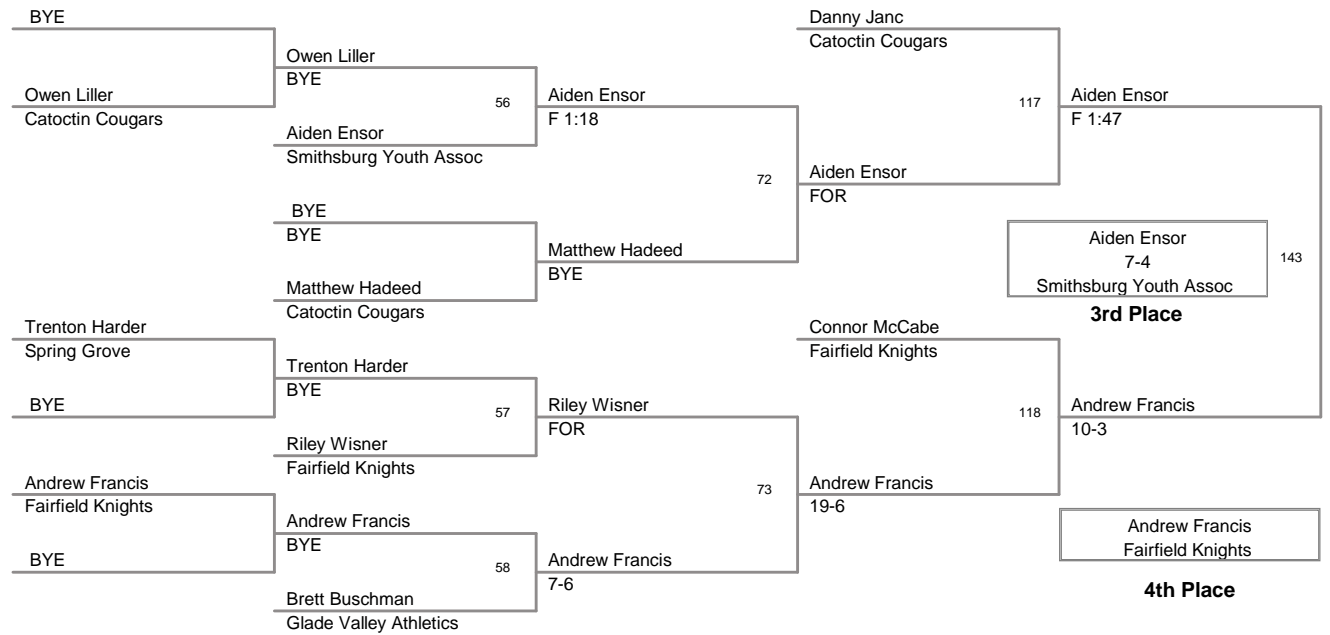 BYE
Owen Liller
Catoctin Cougars
Owen Liller
BYE
56
Aiden Ensor
Smithsburg Youth Assoc
Aiden Ensor
F 1:18
BYE
BYE
Matthew Hadeed
Catoctin Cougars
Matthew Hadeed
BYE
72
Aiden Ensor
FOR
Danny Janc
Catoctin Cougars
117
Aiden Ensor
F 1:47
Aiden Ensor
7-4
Smithsburg Youth Assoc
143
3rd Place
Trenton Harder
Spring Grove
BYE
Trenton Harder
BYE
57
Riley Wisner
Fairfield Knights
Riley Wisner
FOR
Andrew Francis
Fairfield Knights
BYE
Andrew Francis
BYE
58
Brett Buschman
Glade Valley Athletics
Andrew Francis
7-6
73
Andrew Francis
19-6
Connor McCabe
Fairfield Knights
118
Andrew Francis
10-3
Andrew Francis
Fairfield Knights
4th Place